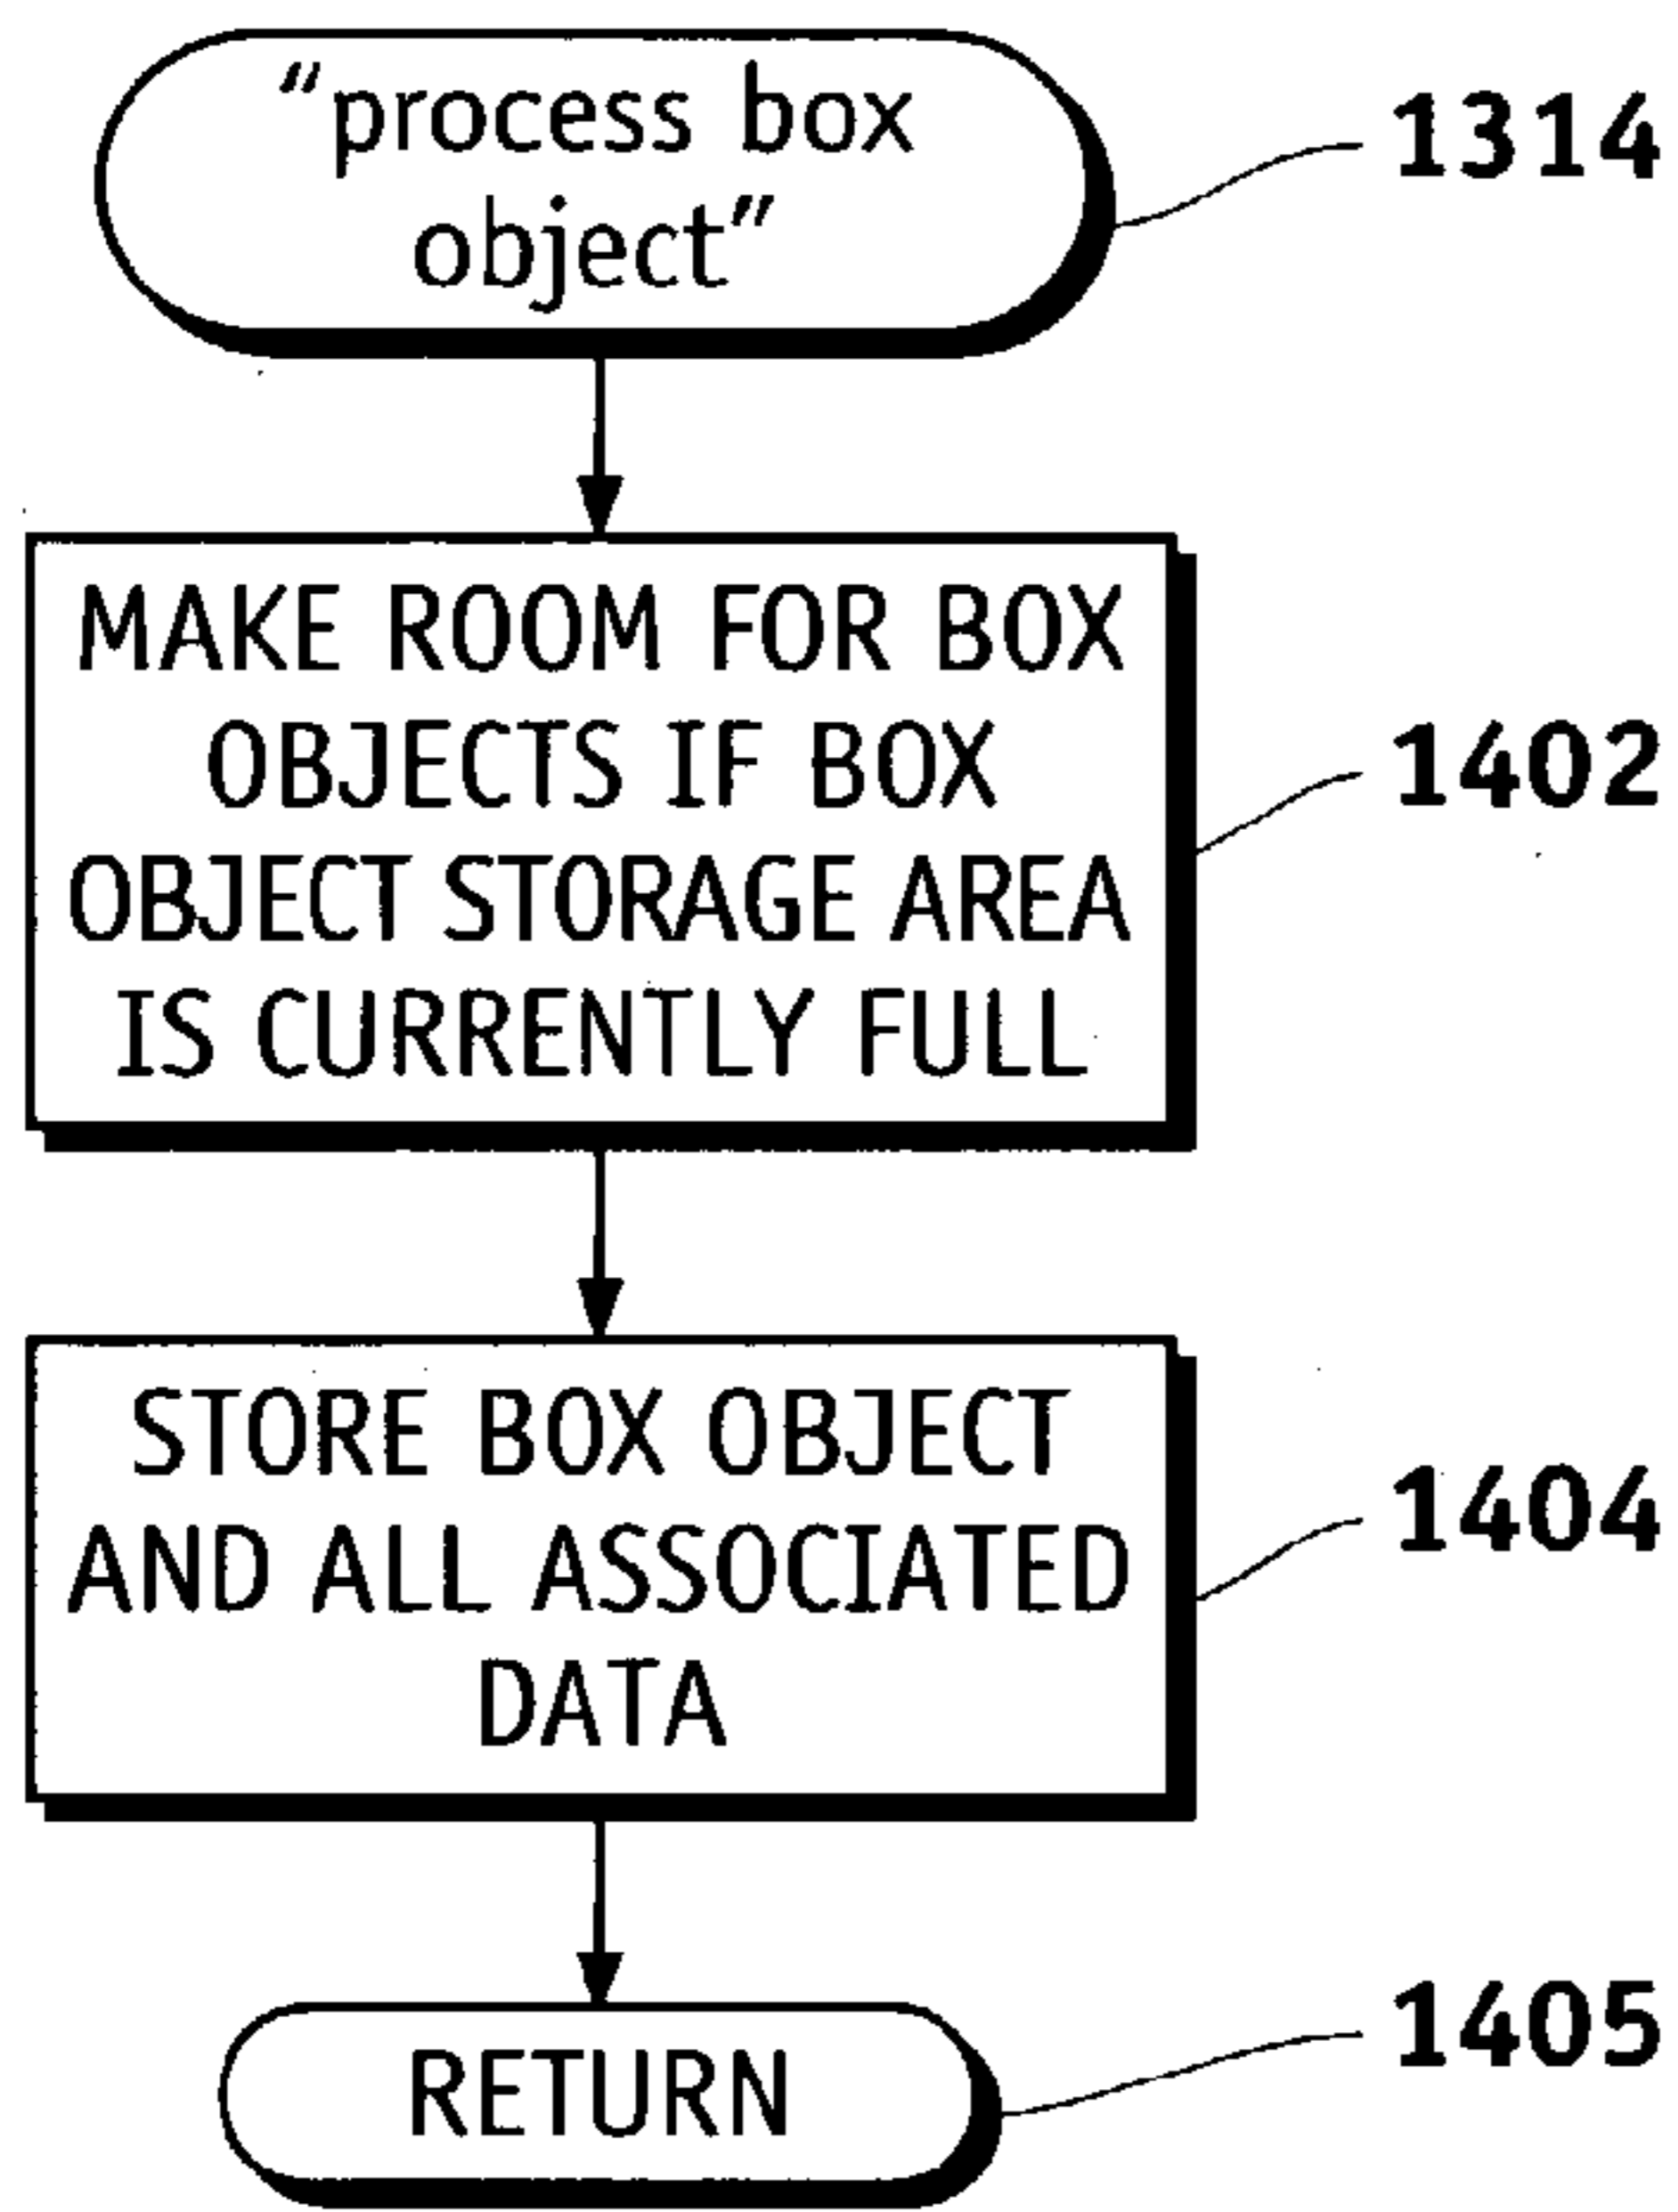 “process box
object”
1314
MAKE ROOM FOR BOX
OBJECTS IF BOX
OBJECT STORAGE AREA
IS CURRENTLY FULL
1402
STORE BOX OBJECT
AND ALL ASSOCIATED
DATA
1404
RETURN
1405